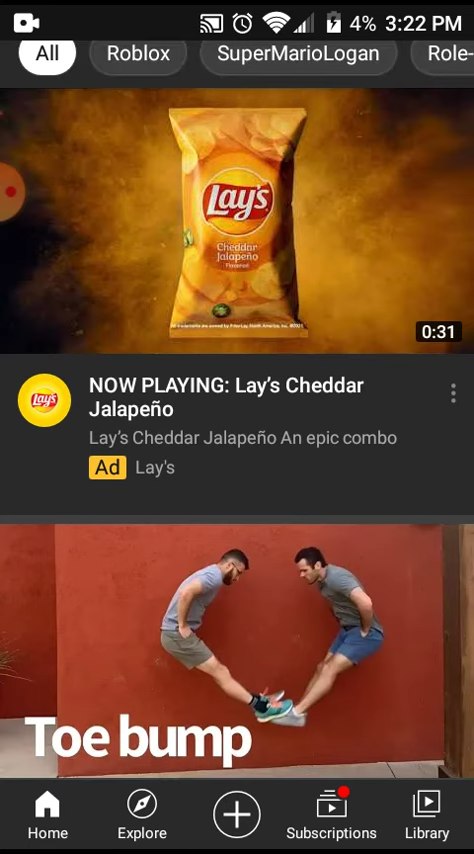 4% 3:22 PM
All Roblox SuperMarioLogan Role-
Lay's
Cheddar
Jalapeño
Flavored
0:31
Lay's
NOW PLAYING: Lay's Cheddar
Jalapeño
Lay's Cheddar Jalapeño An epic combo
Ad Lay's
Toe bump
Home Explore Subscriptions Library